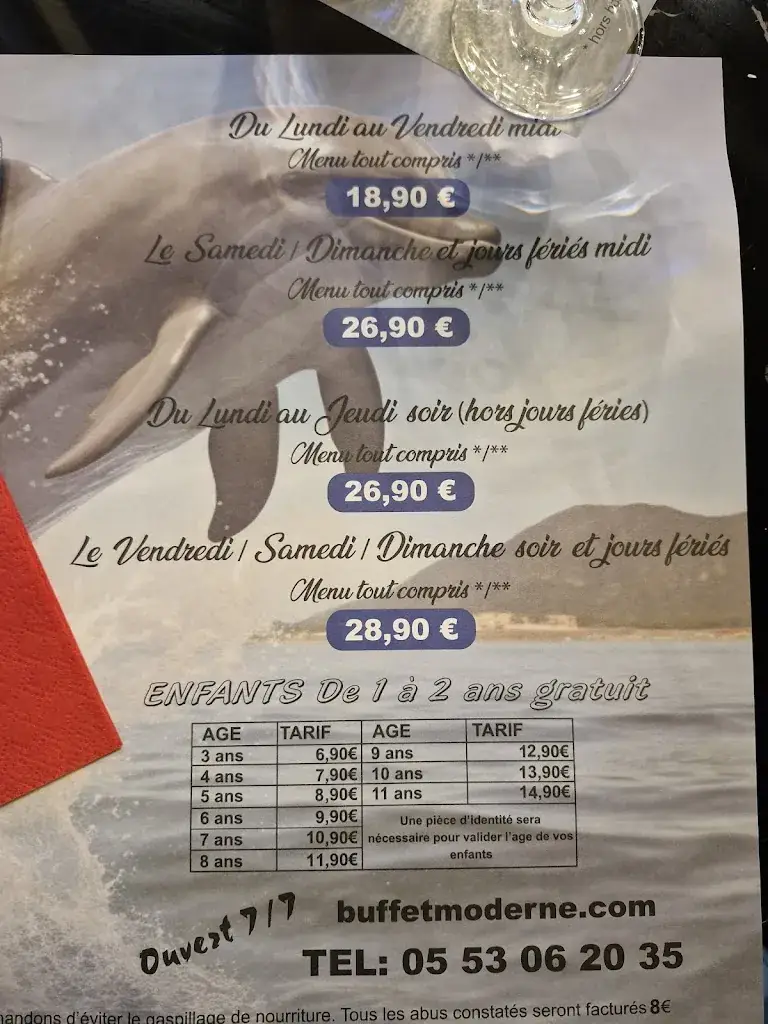 * hors
Du Lundi au Vendredi midi
Menu tout compris */**
18,90 €
Le Samedi / Dimanche et jours fériés midi
Menu tout compris */**
26,90 €
Du Lundi au Jeudi soir (hors jours féries)
Menu tout compris */**
26,90 €
Le Vendredi / Samedi / Dimanche soir et jours fériés
Menu tout compris */**
28,90 €
ENFANTS De 1 à 2 ans gratuit
AGE TARIF AGE TARIF
3 ans 6,90€ 9 ans 12,90€
4 ans 7,90€ 10 ans 13,90€
5 ans 8,90€ 11 ans 14,90€
6 ans 9,90€
7 ans 10,90€
8 ans 11,90€
Une pièce d'identité sera
nécessaire pour valider l'age de vos
enfants
Ouvert 7/7
buffetmoderne.com
TEL: 05 53 06 20 35
d'éviter le gaspillage de nourriture. Tous les abus constatés seront facturés 8€